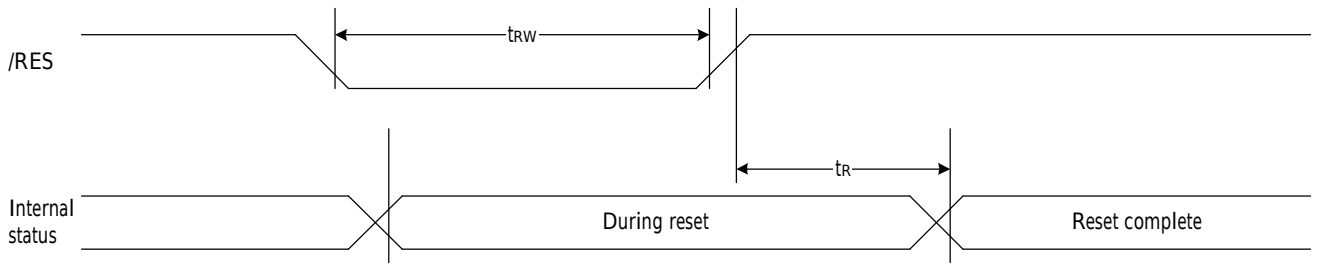 tRW
/RES
tR
Internal
status
During reset
Reset complete